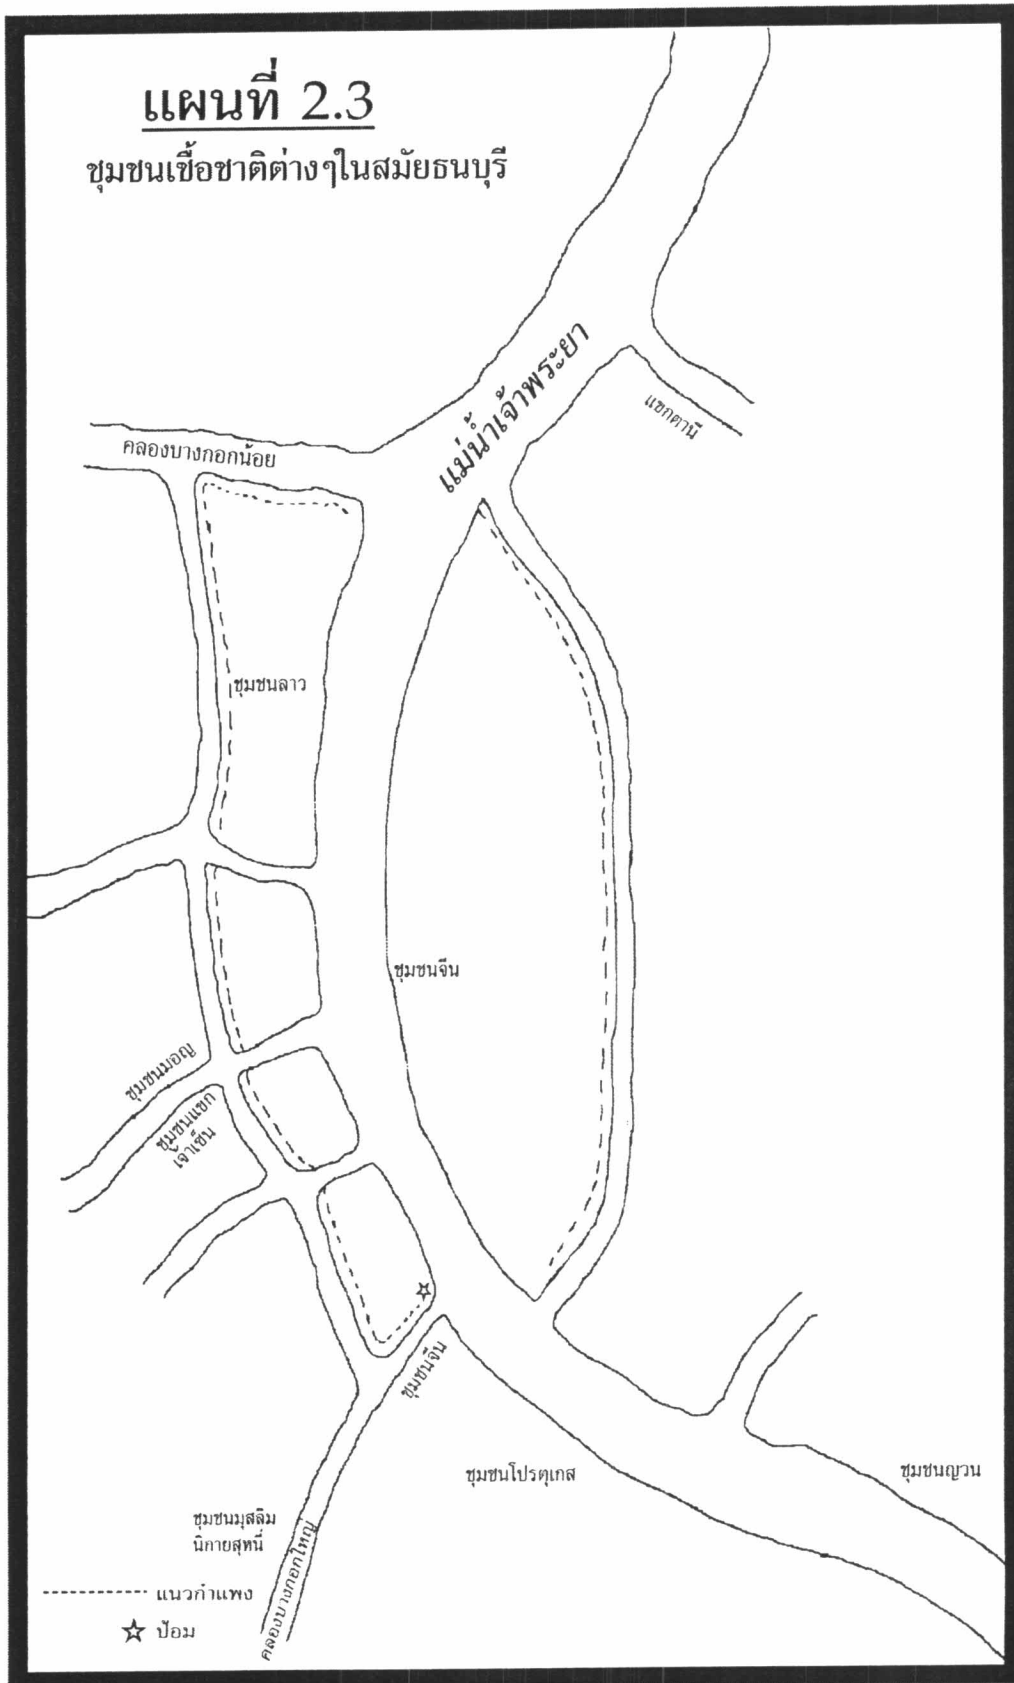 แผนที่ 2.3
ชุมชนเชื้อชาติต่างๆในสมัยธนบุรี
แม่น้ำเจ้าพระยา
แขกตานี
คลองบางกอกน้อย
ชุมชนลาว
ชุมชนจีน
ชุมชนมอญ
ชุมชนแขก
เจ้าเซ็น
ชุมชนจีน
ชุมชนโปรตุเกส
ชุมชนญวน
ชุมชนมุสลิม
นิกายสุหนี่
คลองบางกอกใหญ่
แนวกำแพง
ป้อม